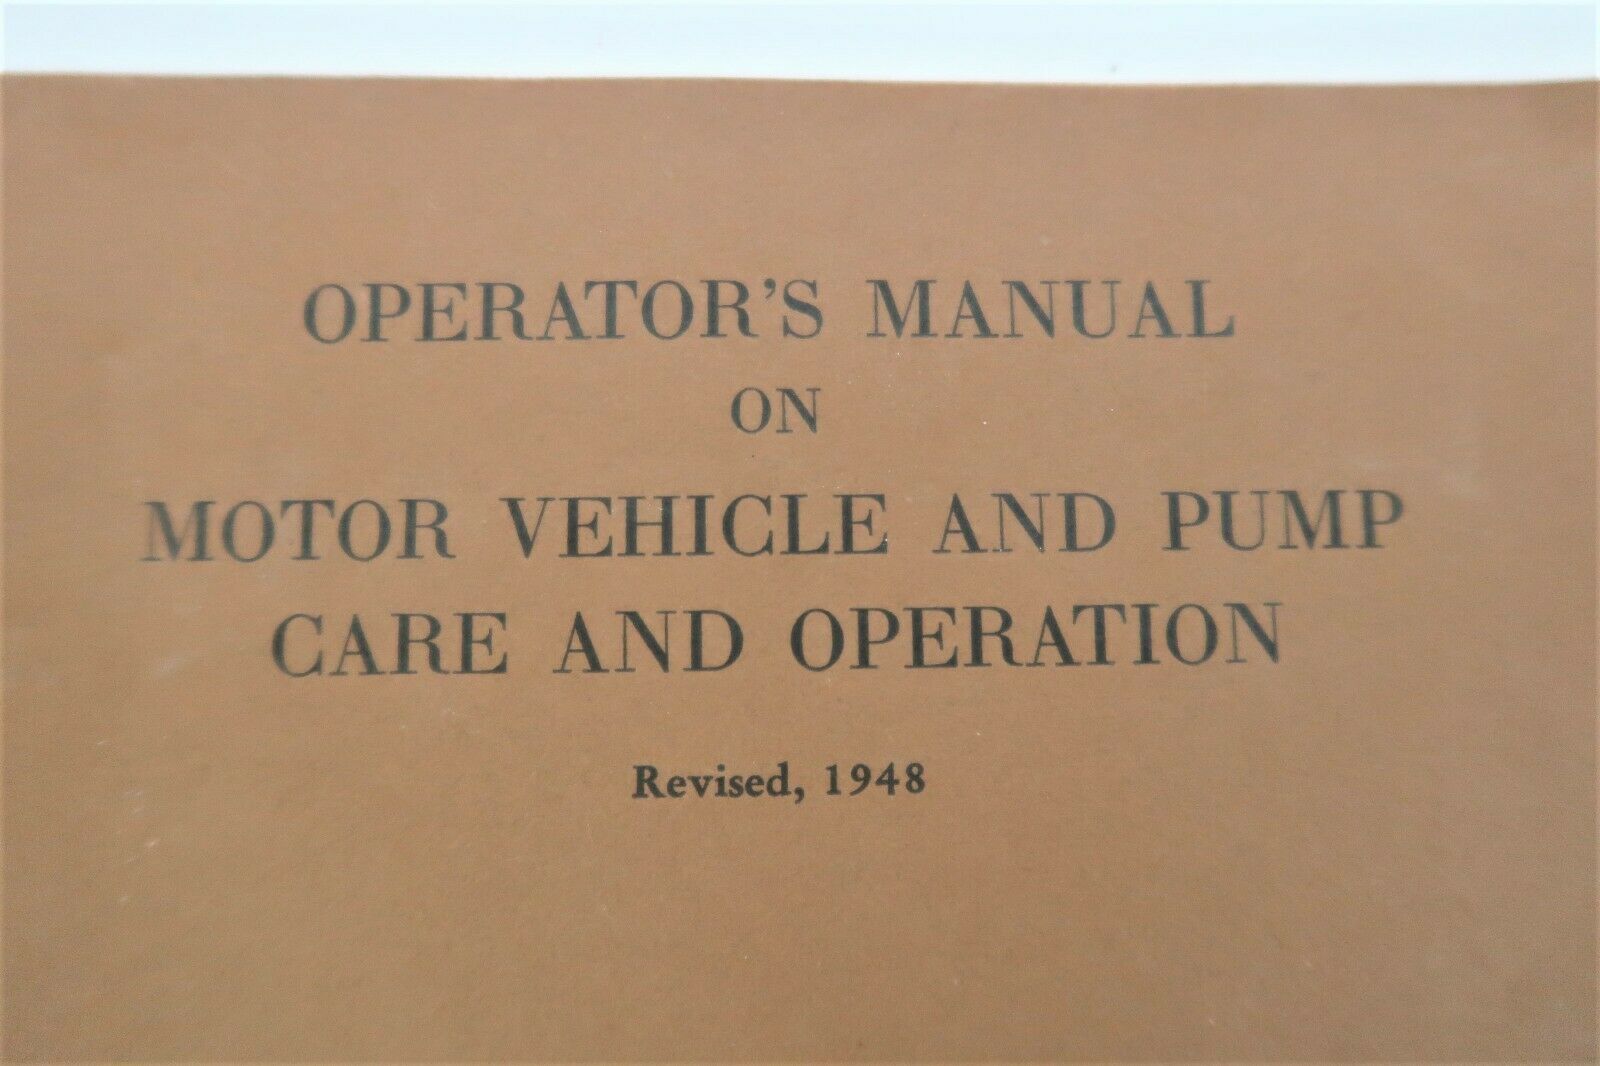 OPERATOR'S MANUAL
ON
MOTOR VEHICLE AND PUMP
CARE AND OPERATION
Revised, 1948